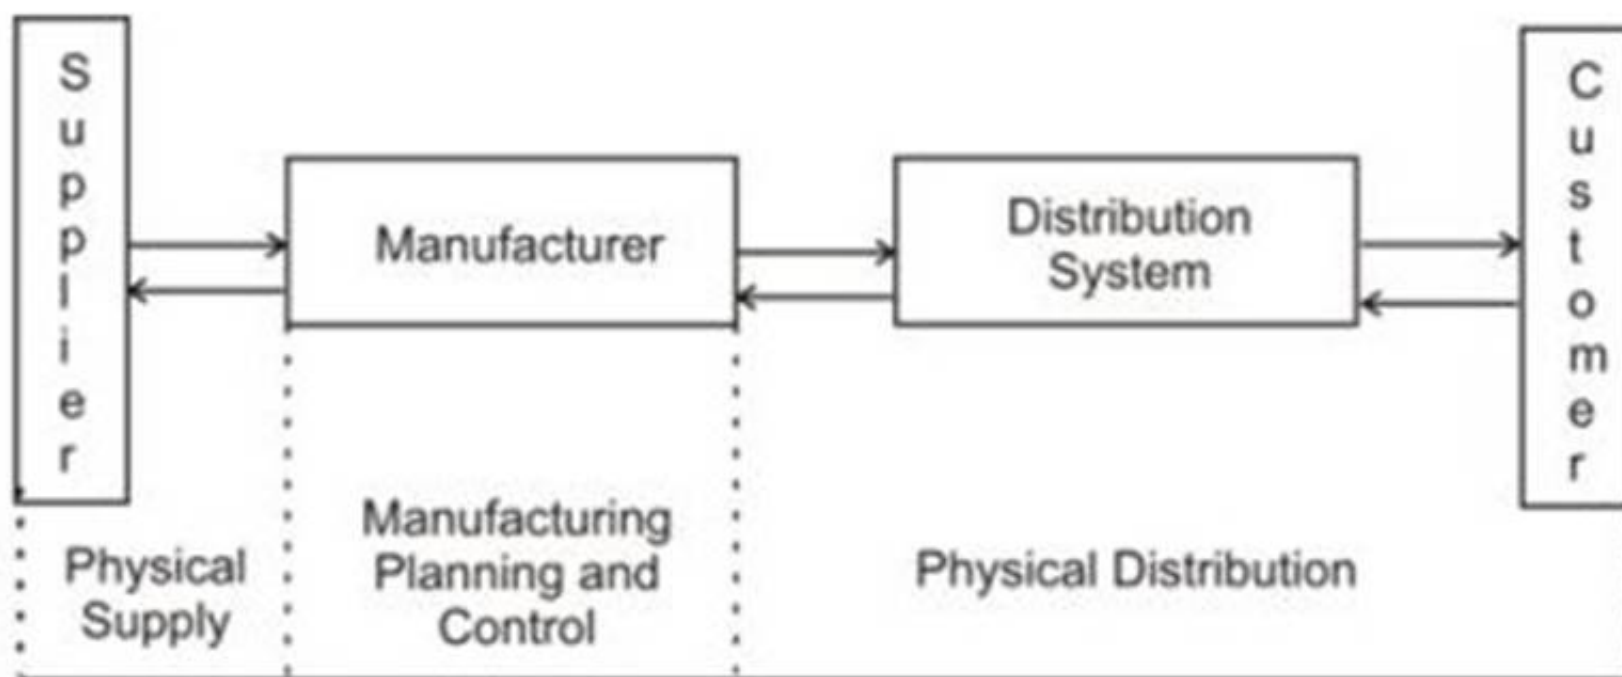 Supplier
Manufacturer
Distribution
System
Customer
Physical
Supply
Manufacturing
Planning and
Control
Physical Distribution